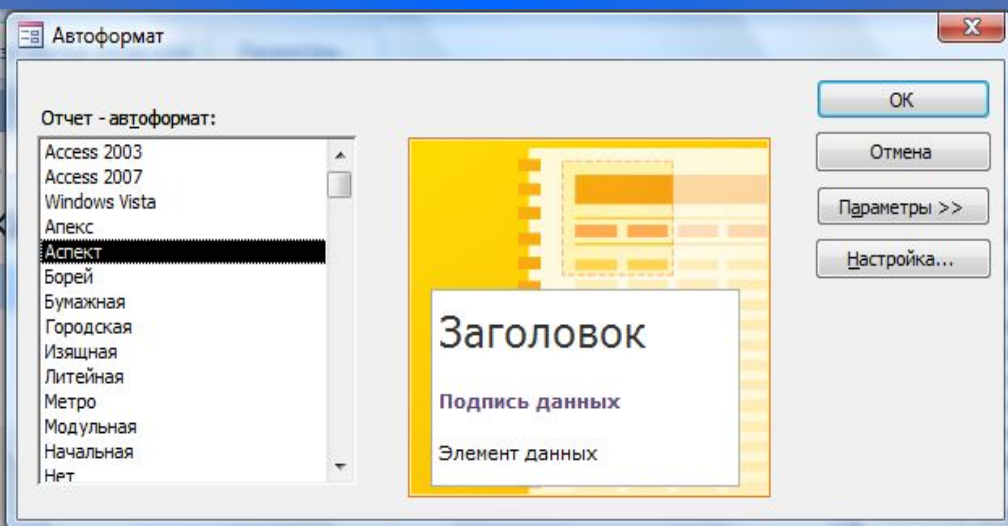 Автоформат
Отчет - автоформат:
Access 2003
Access 2007
Windows Vista
Апекс
Аспект
Борей
Бумажная
Городская
Изящная
Литейная
Метро
Модульная
Начальная
Нет
Заголовок
Подпись данных
Элемент данных
ОК
Отмена
Параметры >>
Настройка...